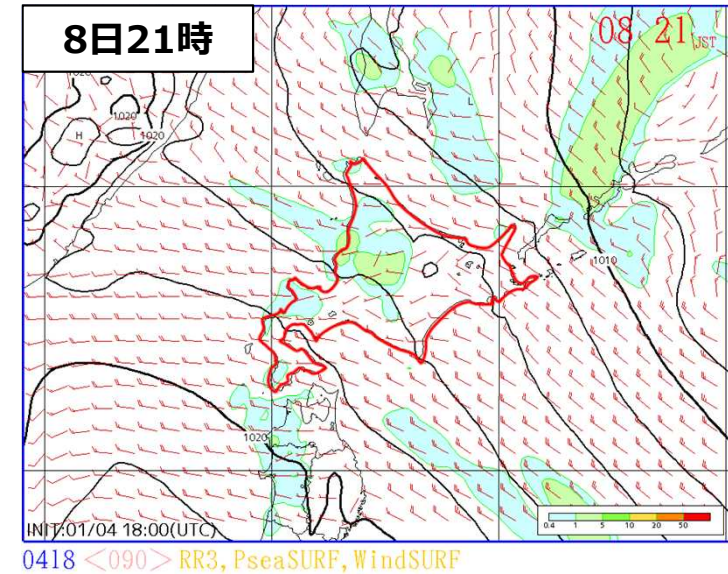 8日21時
08 21 JST
1020
1020
1020
H
L
1010
1020
INIT:01/04 18:00(UTC)
0.4 5 10 20 50
0418 <090> RR3, PseaSURF, WindSURF